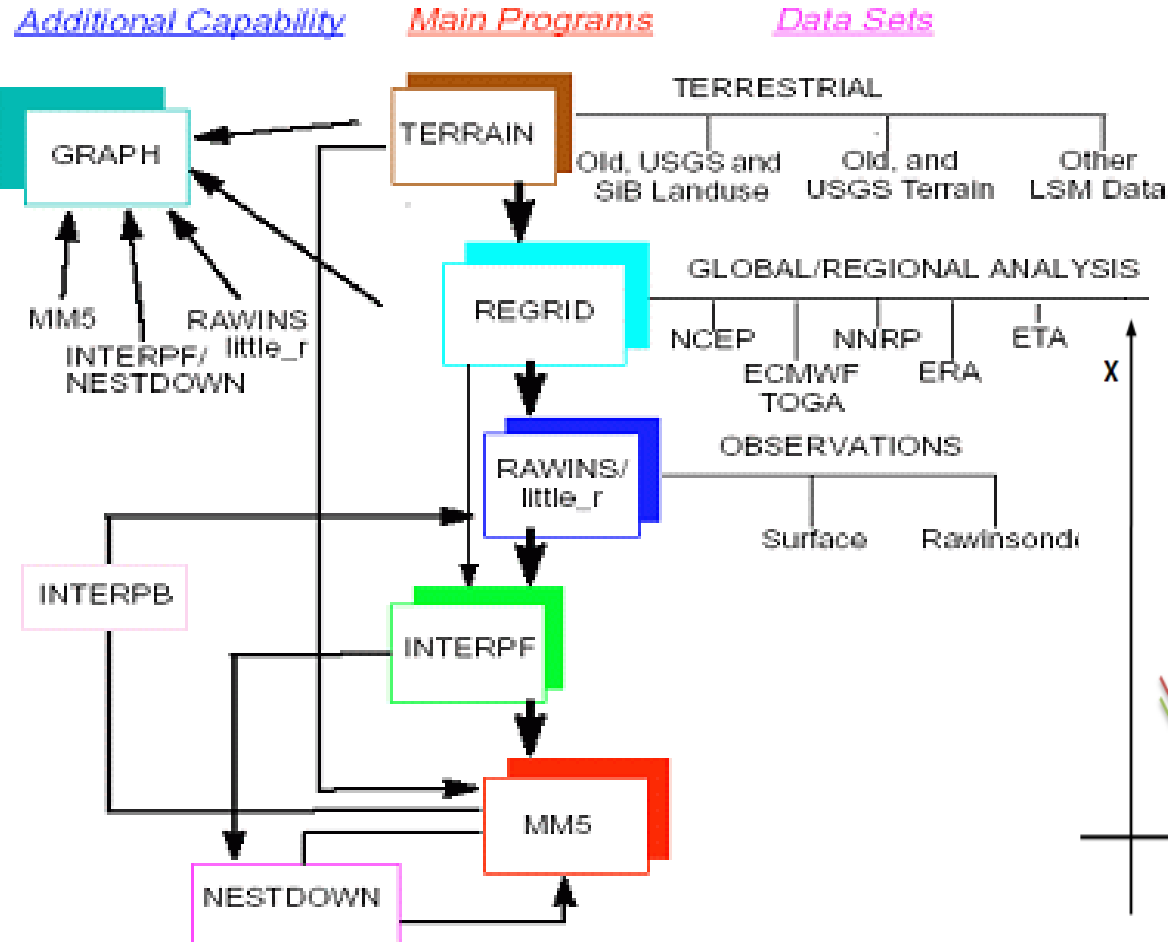 Additional Capability
Main Programs
Data Sets
TERRESTRIAL
GRAPH
TERRAIN
Old, USGS and
SiB Landuse
Old, and
USGS Terrain
Other
LSM Data
GLOBAL/REGIONAL ANALYSIS
REGRID
MM5
RAWINS
little_r
INTERPF/
NESTDOWN
NCEP
ECMWF
TOGA
NNRP
ERA
ETA
X
OBSERVATIONS
RAWINS/
little_r
Surface
Rawinsond
INTERPB
INTERPF
MM5
NESTDOWN